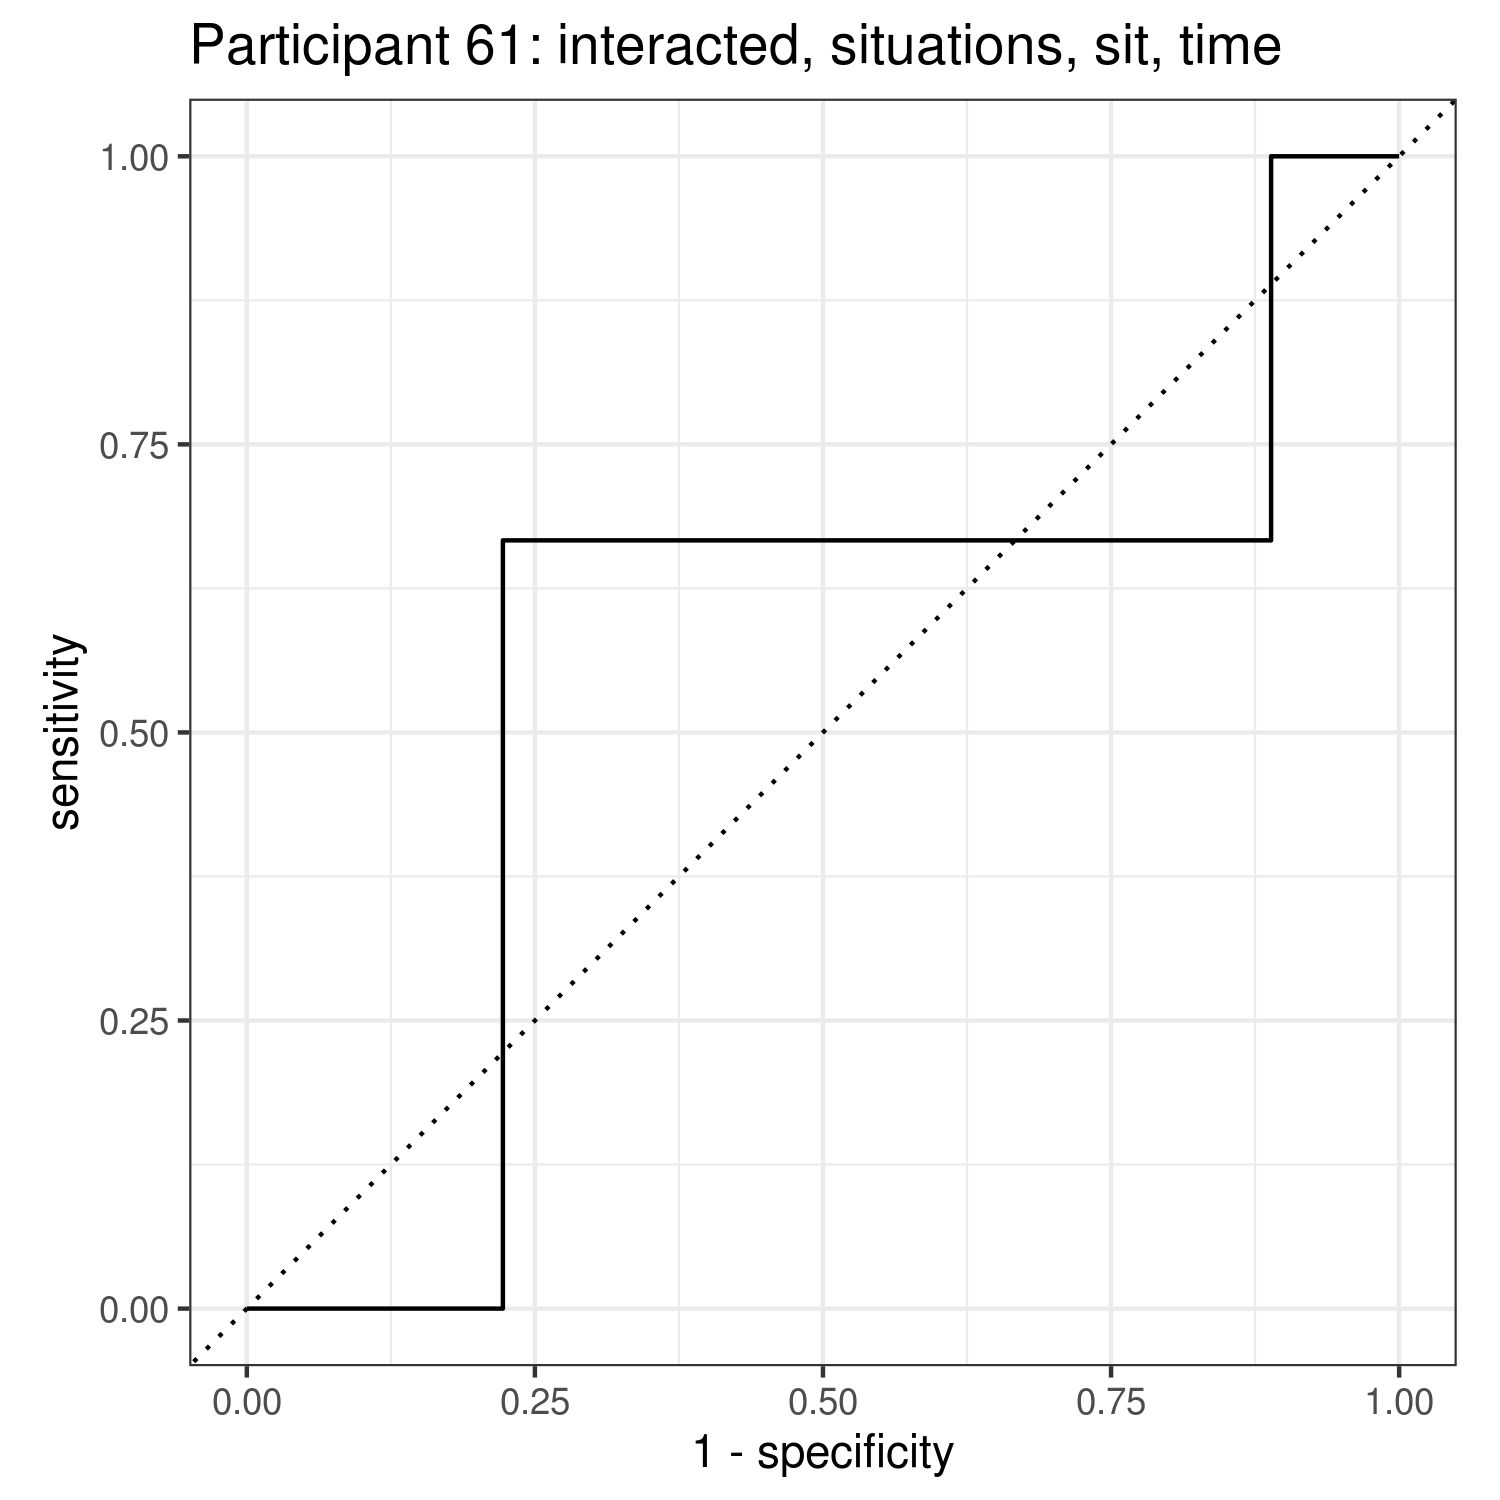 Participant 61: interacted, situations, sit, time
sensitivity
1.00
0.75
0.50
0.25
0.00
0.00 0.25 0.50 0.75 1.00
1 - specificity